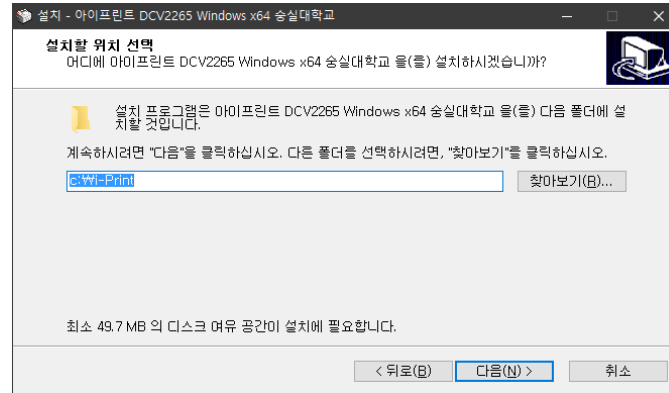 설치 - 아이프린트 DCV2265 Windows x64 숭실대학교
설치할 위치 선택
어디에 아이프린트 DCV2265 Windows x64 숭실대학교 을(를) 설치하시겠습니까?
설치 프로그램은 아이프린트 DCV2265 Windows x64 숭실대학교 을(를) 다음 폴더에 설
치할 것입니다.
계속하시려면 "다음"을 클릭하십시오. 다른 폴더를 선택하시려면, "찾아보기"를 클릭하십시오.
c:₩i-Print
찾아보기(R)...
최소 49.7 MB 의 디스크 여유 공간이 설치에 필요합니다.
< 뒤로(B)
다음(N) >
취소